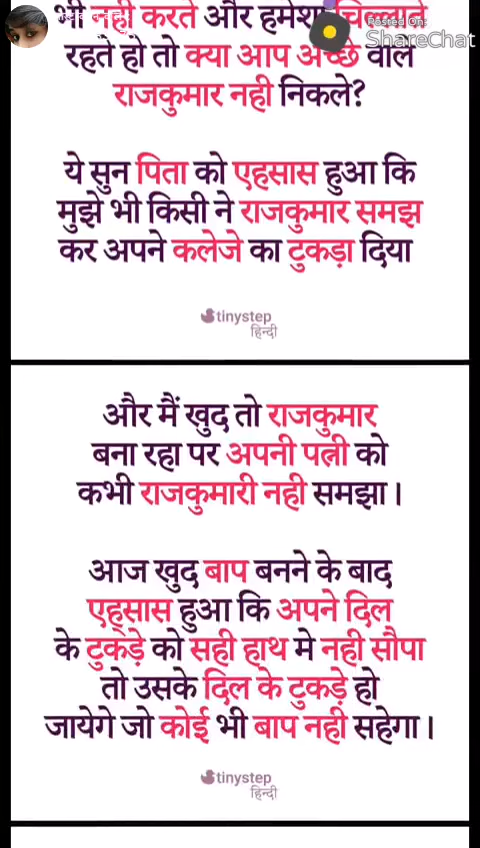 भी नही करते और हमेशा चिल्लाते
Posted On:
ShareChat
रहते हो तो क्या आप अच्छे वाले
राजकुमार नही निकले?
ये सुन पिता को एहसास हुआ कि
मुझे भी किसी ने राजकुमार समझ
कर अपने कलेजे का टुकड़ा दिया
tinystep
हिन्दी
और मैं खुद तो राजकुमार
बना रहा पर अपनी पत्नी को
कभी राजकुमारी नही समझा।
आज खुद बाप बनने के बाद
एहसास हुआ कि अपने दिल
के टुकड़े को सही हाथ मे नही सौपा
तो उसके दिल के टुकड़े हो
जायेगे जो कोई भी बाप नही सहेगा।
tinystep
हिन्दी